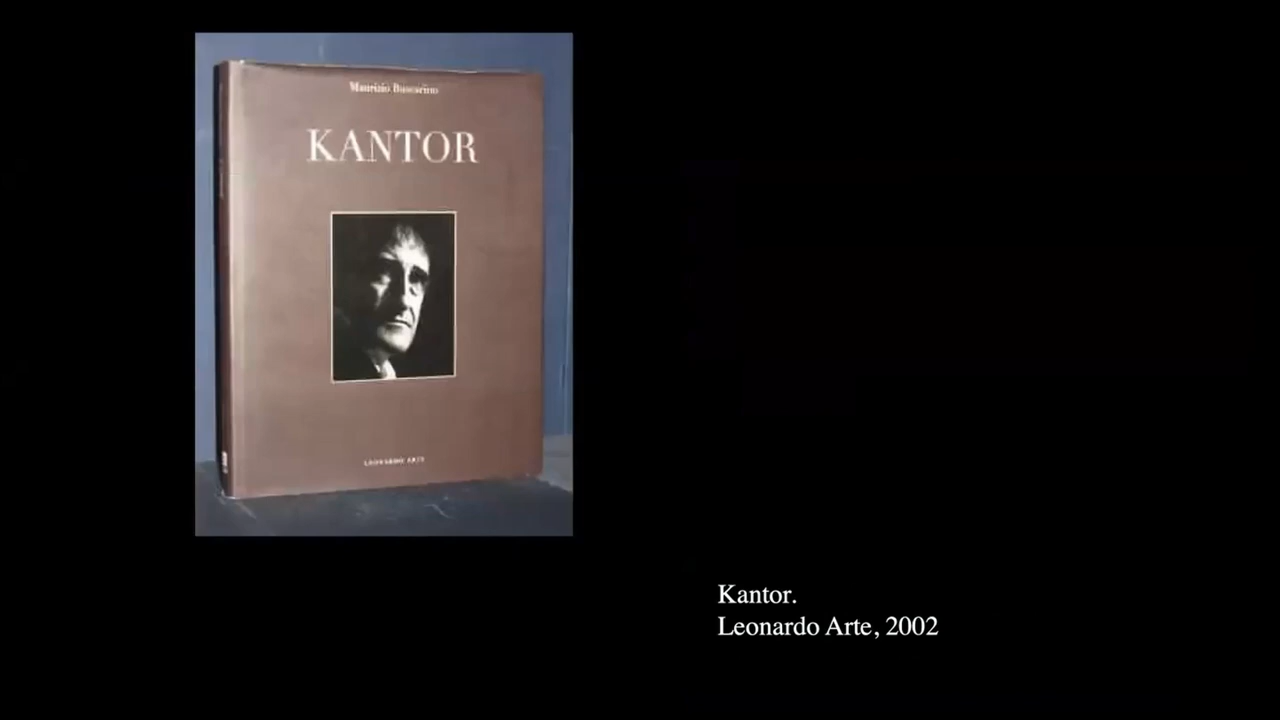 Maurizio Buscarino
KANTOR
LEONARDO ARTE
Kantor.
Leonardo Arte, 2002